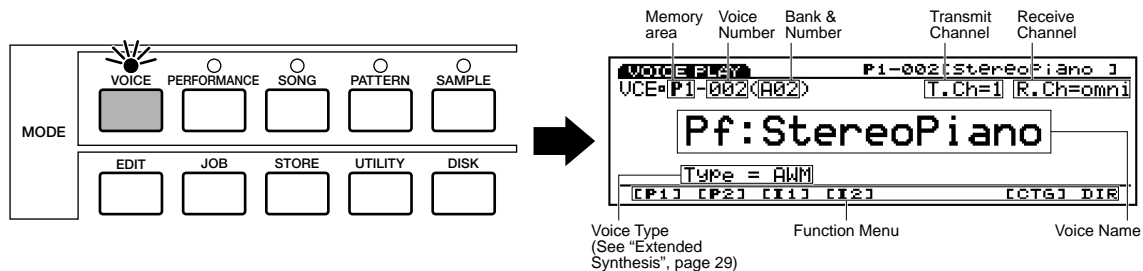 MODE
VOICE PERFORMANCE SONG PATTERN SAMPLE
EDIT JOB STORE UTILITY DISK
Memory area
Voice Number
Bank & Number
Transmit Channel
Receive Channel
VOICE PLAY P1-002[StereoPiano ]
VCE P1-002(A02) T.Ch=1 R.Ch=omni
Pf:StereoPiano
Type = AWM
[P1] [P2] [I1] [I2] [CTG] DIR
Voice Type
(See “Extended
Synthesis”, page 29)
Function Menu
Voice Name